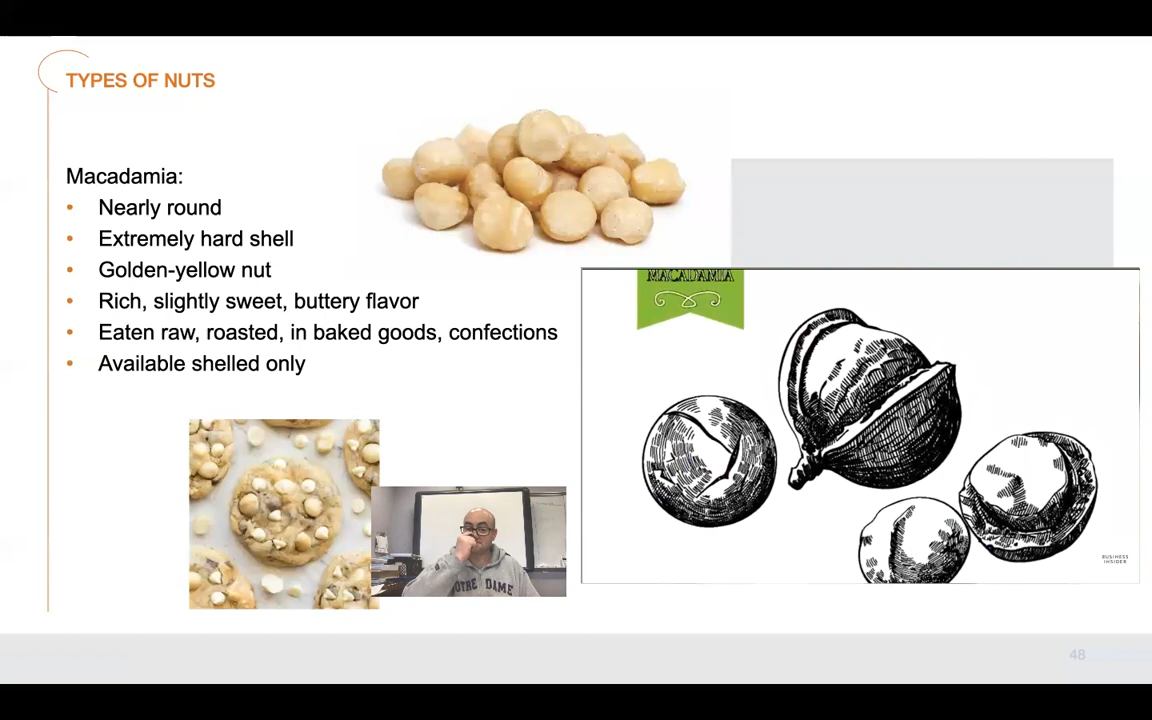 TYPES OF NUTS
Macadamia:
• Nearly round
• Extremely hard shell
• Golden-yellow nut
• Rich, slightly sweet, buttery flavor
• Eaten raw, roasted, in baked goods, confections
• Available shelled only
MACADAMIA
OTRE DAME
BUSINESS
INSIDER
48